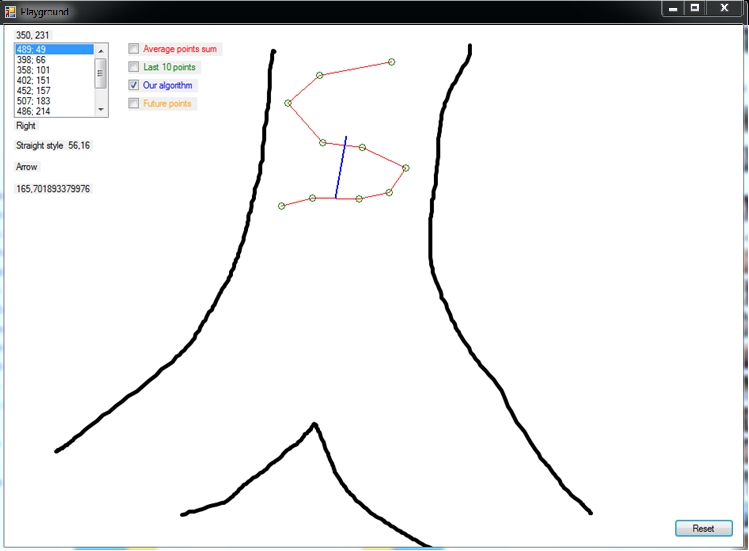 Playground
350, 231
489; 49
398; 66
358; 101
402; 151
452; 157
507; 183
486; 214
Average points sum
Last 10 points
Our algorithm
Future points
Right
Straight style 56,16
Arrow
165,701893379976
Reset